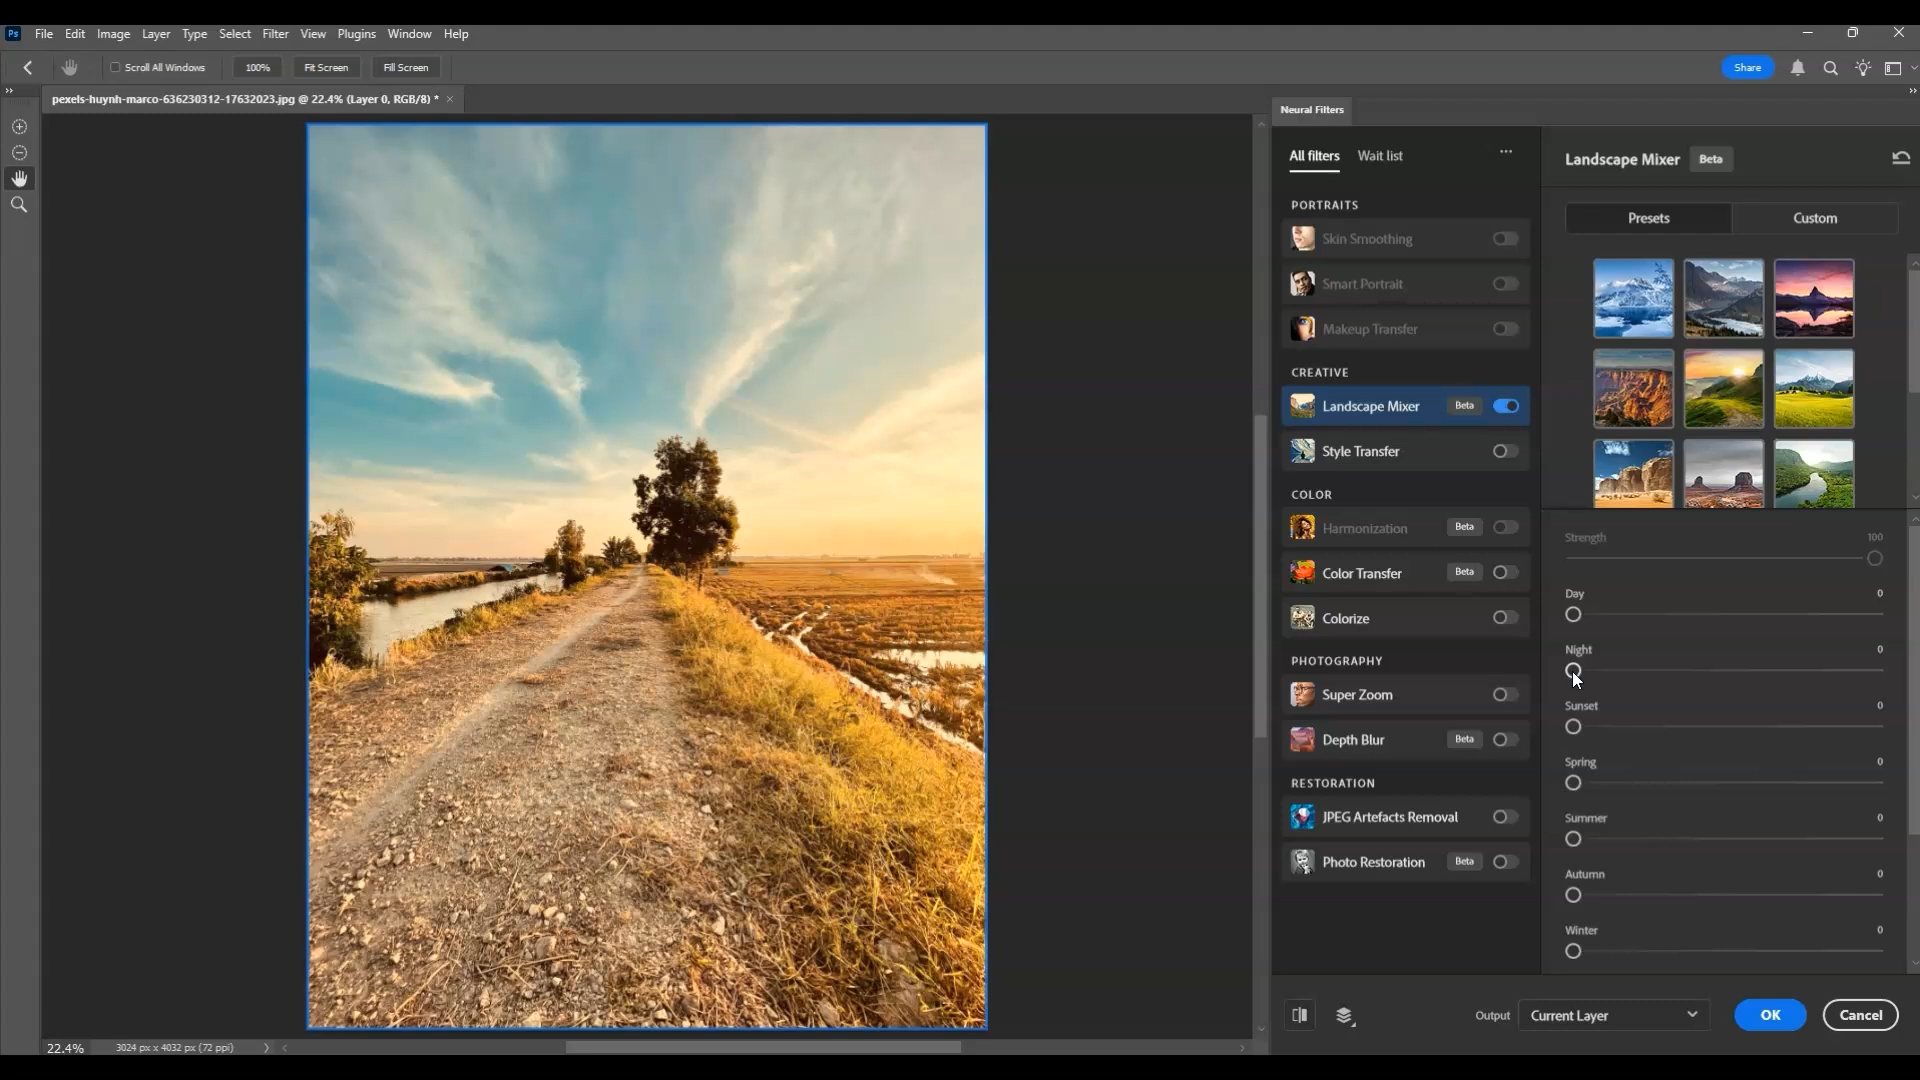 Ps File Edit Image Layer Type Select Filter View Plugins Window Help
Scroll All Windows 100% Fit Screen Fill Screen Share
pexels-huynh-marco-636230312-17632023.jpg @ 22.4% (Layer 0, RGB/8) * ×
Neural Filters
All filters Wait list ...
PORTRAITS
Skin Smoothing
Smart Portrait
Makeup Transfer
CREATIVE
Landscape Mixer Beta
Style Transfer
COLOR
Harmonization Beta
Color Transfer Beta
Colorize
PHOTOGRAPHY
Super Zoom
Depth Blur Beta
RESTORATION
JPEG Artefacts Removal
Photo Restoration Beta
Landscape Mixer Beta
Presets Custom
Strength 100
Day 0
Night 0
Sunset 0
Spring 0
Summer 0
Autumn 0
Winter 0
Output Current Layer OK Cancel
22.4% 3024 px x 4032 px (72 ppi)